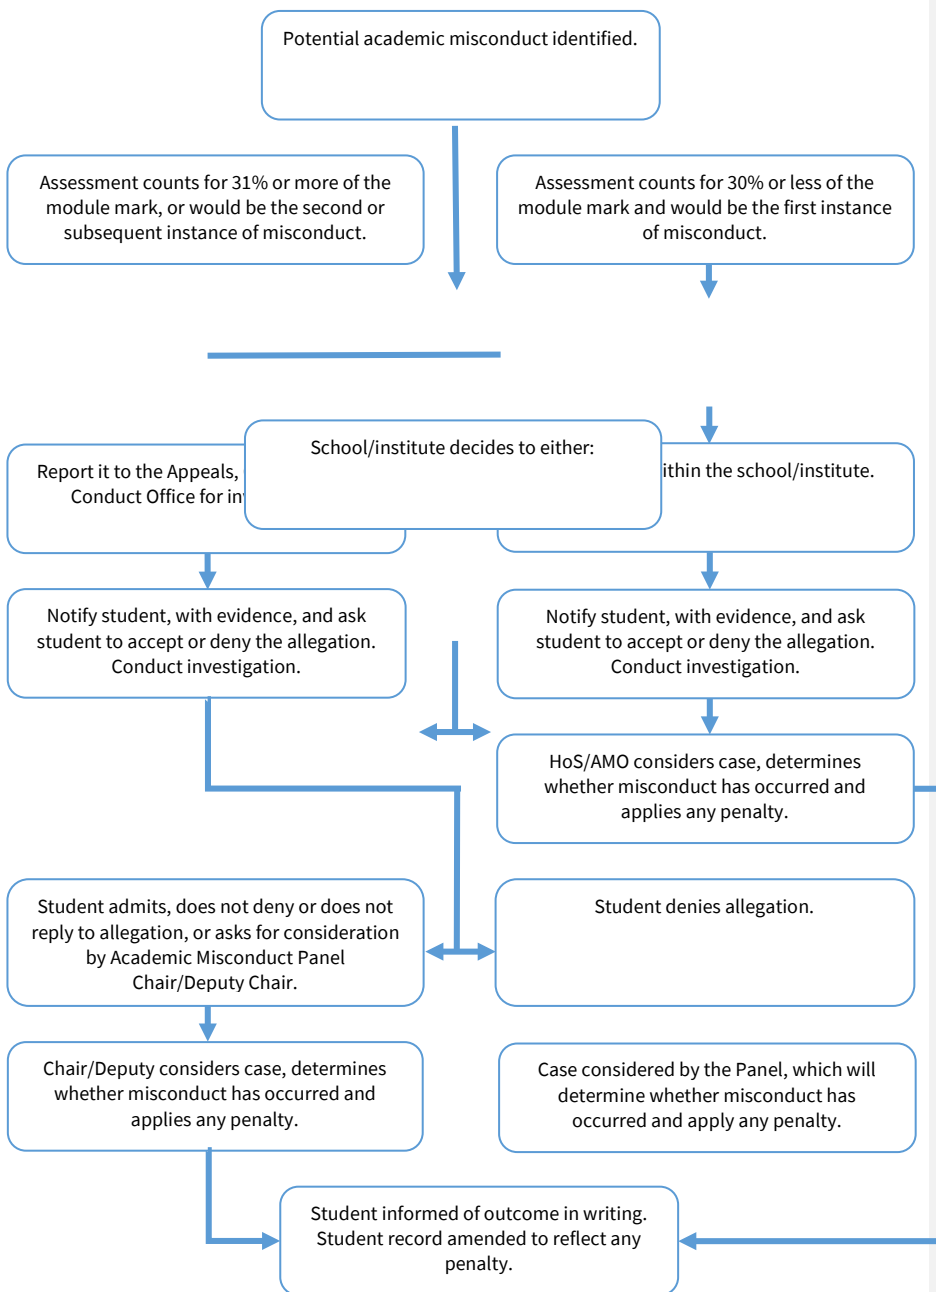 Potential academic misconduct identified.
Assessment counts for 31% or more of the
module mark, or would be the second or
subsequent instance of misconduct.
Assessment counts for 30% or less of the
module mark and would be the first instance
of misconduct.
School/institute decides to either:
Report it to the Appeals,
Conduct Office for
within the school/institute.
Notify student, with evidence, and ask
student to accept or deny the allegation.
Conduct investigation.
Notify student, with evidence, and ask
student to accept or deny the allegation.
Conduct investigation.
HoS/AMO considers case, determines
whether misconduct has occurred and
applies any penalty.
Student admits, does not deny or does not
reply to allegation, or asks for consideration
by Academic Misconduct Panel
Chair/Deputy Chair.
Student denies allegation.
Chair/Deputy considers case, determines
whether misconduct has occurred and
applies any penalty.
Case considered by the Panel, which will
determine whether misconduct has
occurred and apply any penalty.
Student informed of outcome in writing.
Student record amended to reflect any
penalty.